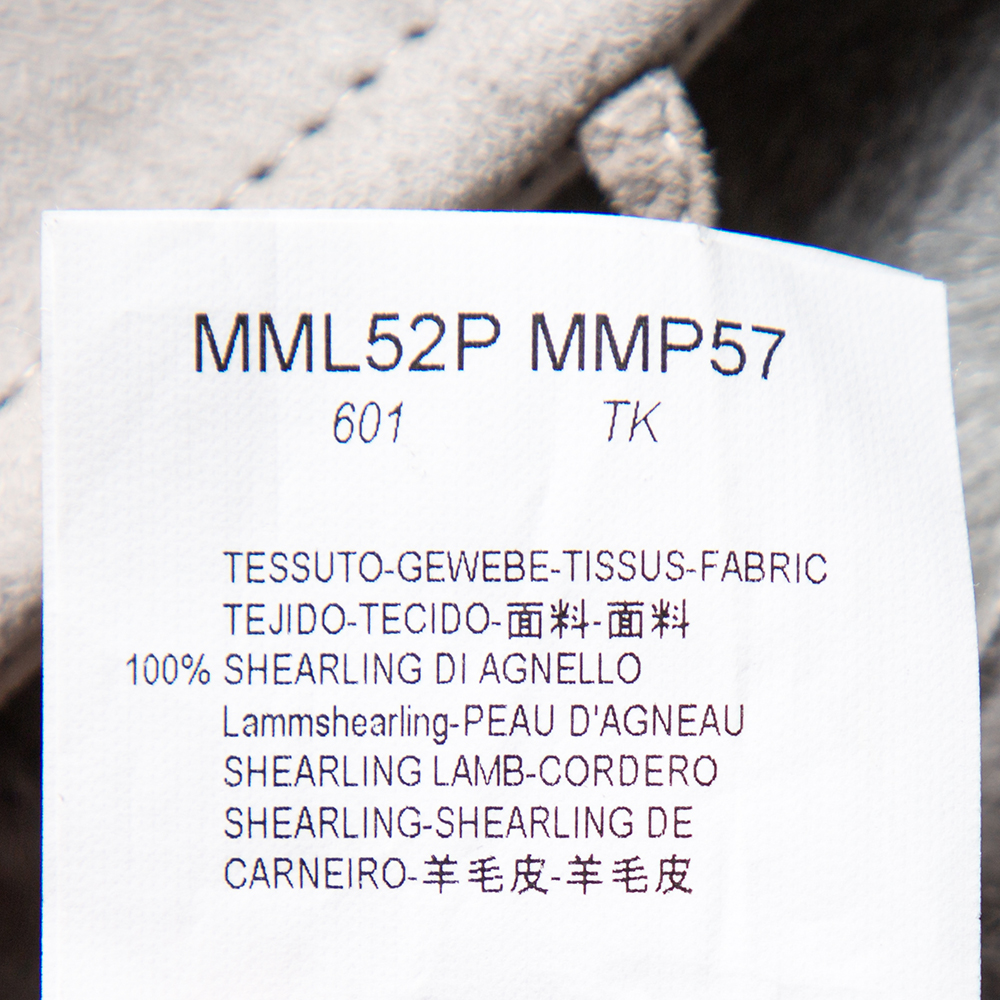 MML52P MMP57
601 TK
TESSUTO-GEWEBE-TISSUS-FABRIC
TEJIDO-TECIDO-面料-面料
100% SHEARLING DI AGNELLO
Lammshearling-PEAU D'AGNEAU
SHEARLING LAMB-CORDERO
SHEARLING-SHEARLING DE
CARNEIRO-羊毛皮-羊毛皮